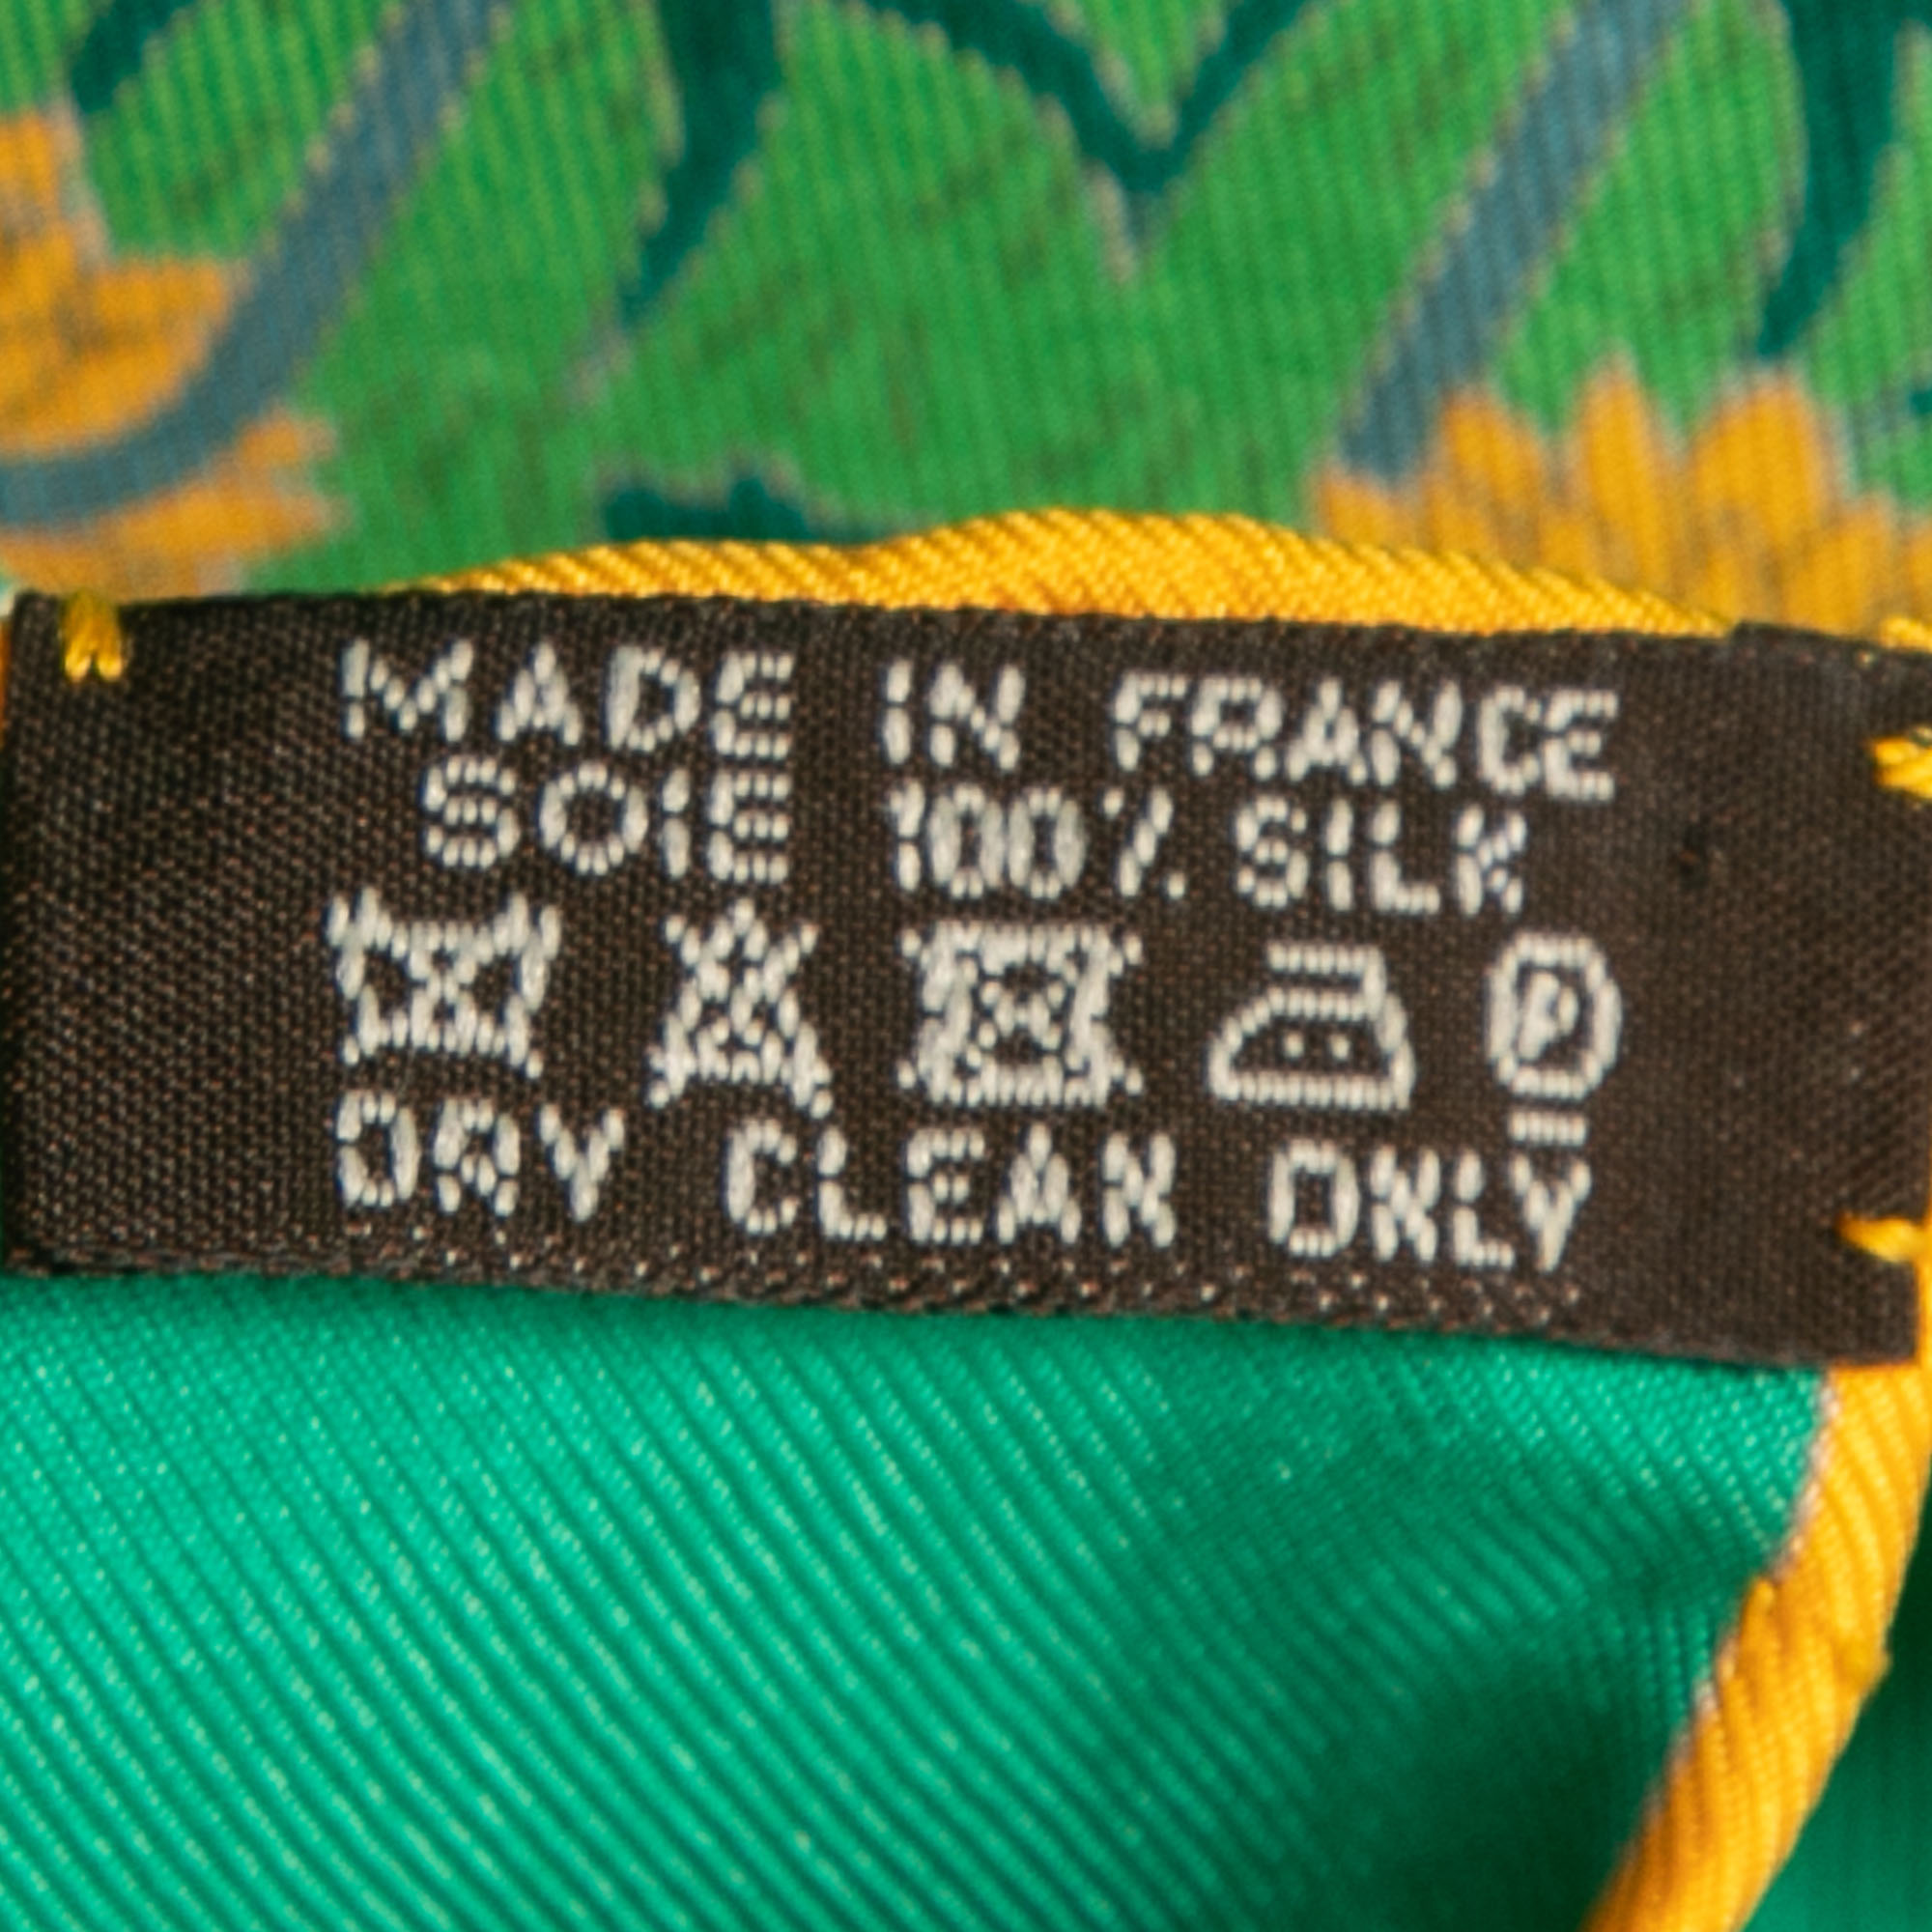 MADE IN FRANCE
SOIE 100% SILK
P
DRY CLEAN ONLY